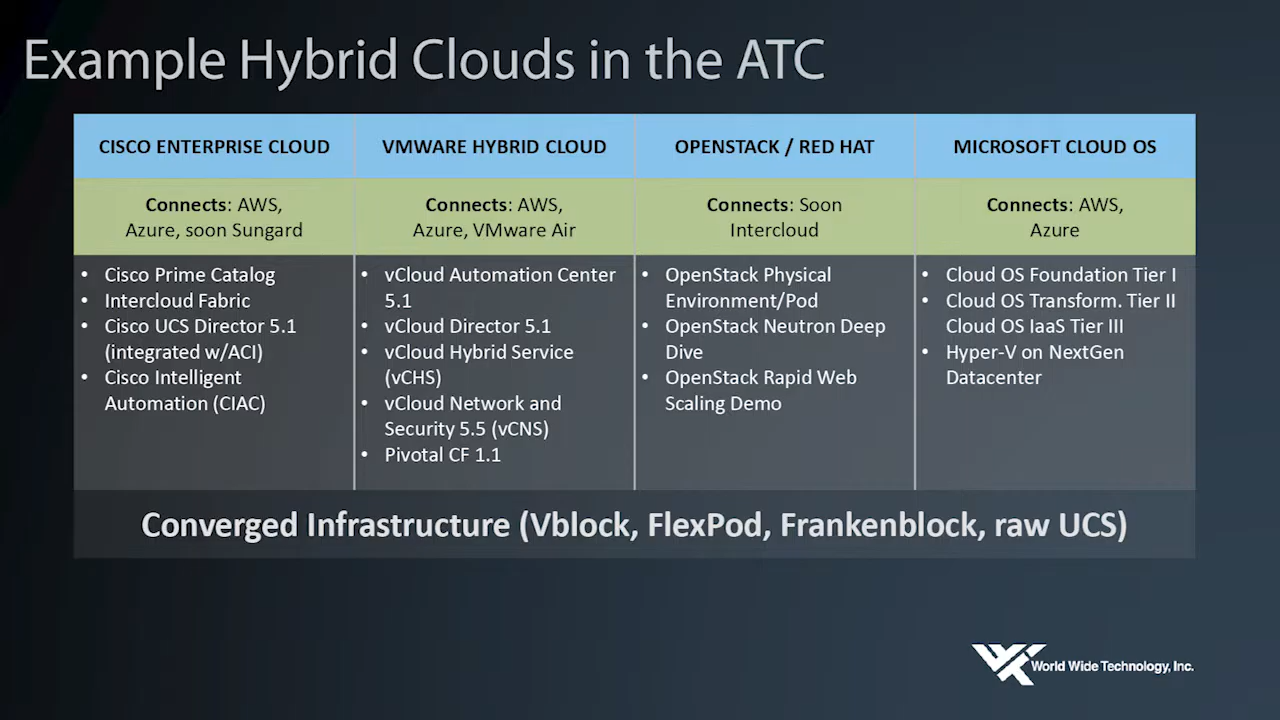 Example Hybrid Clouds in the ATC
CISCO ENTERPRISE CLOUD
Connects: AWS,
Azure, soon Sungard
• Cisco Prime Catalog
• Intercloud Fabric
• Cisco UCS Director 5.1
(integrated w/ACI)
• Cisco Intelligent
Automation (CIAC)
VMWARE HYBRID CLOUD
Connects: AWS,
Azure, VMware Air
• vCloud Automation Center
5.1
• vCloud Director 5.1
• vCloud Hybrid Service
(vCHS)
• vCloud Network and
Security 5.5 (vCNS)
• Pivotal CF 1.1
OPENSTACK / RED HAT
Connects: Soon
Intercloud
• OpenStack Physical
Environment/Pod
• OpenStack Neutron Deep
Dive
• OpenStack Rapid Web
Scaling Demo
MICROSOFT CLOUD OS
Connects: AWS,
Azure
• Cloud OS Foundation Tier I
• Cloud OS Transform. Tier II
Cloud OS IaaS Tier III
• Hyper-V on NextGen
Datacenter
Converged Infrastructure (Vblock, FlexPod, Frankenblock, raw UCS)
World Wide Technology, Inc.